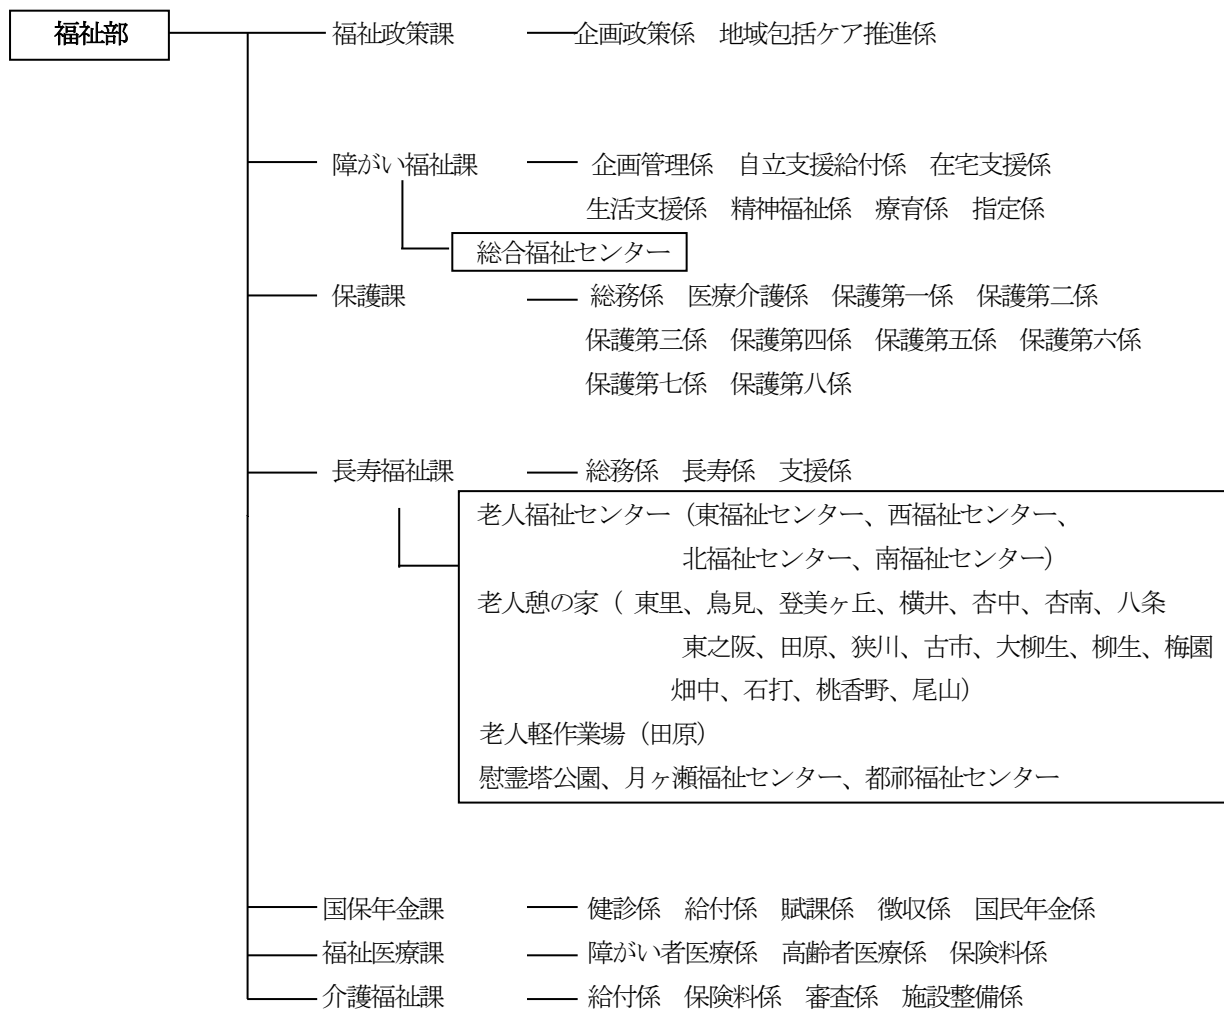 福祉部 福祉政策課 企画政策係 地域包括ケア推進係
障がい福祉課 企画管理係 自立支援給付係 在宅支援係
生活支援係 精神福祉係 療育係 指定係
総合福祉センター
保護課 総務係 医療介護係 保護第一係 保護第二係
保護第三係 保護第四係 保護第五係 保護第六係
保護第七係 保護第八係
長寿福祉課 総務係 長寿係 支援係
老人福祉センター（東福祉センター、西福祉センター、
北福祉センター、南福祉センター）
老人憩の家（ 東里、鳥見、登美ヶ丘、横井、杏中、杏南、八条
東之阪、田原、狭川、古市、大柳生、柳生、梅園
畑中、石打、桃香野、尾山）
老人軽作業場（田原）
慰霊塔公園、月ヶ瀬福祉センター、都祁福祉センター
国保年金課 健診係 給付係 賦課係 徴収係 国民年金係
福祉医療課 障がい者医療係 高齢者医療係 保険料係
介護福祉課 給付係 保険料係 審査係 施設整備係